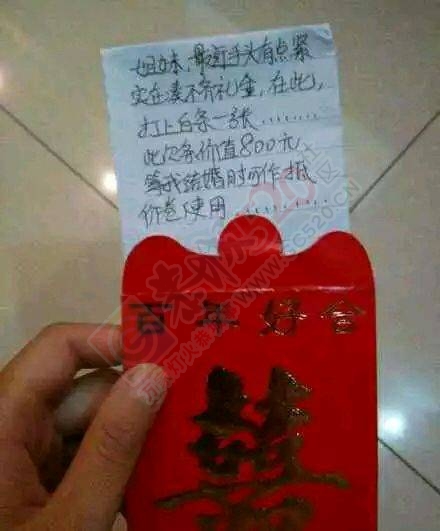 姐妹，最近手头有点紧
实在凑不齐礼金，在此，
打上白条一张........
此欠条价值800元，
等我结婚时可作抵
价卷使用..........
百年好合
囍